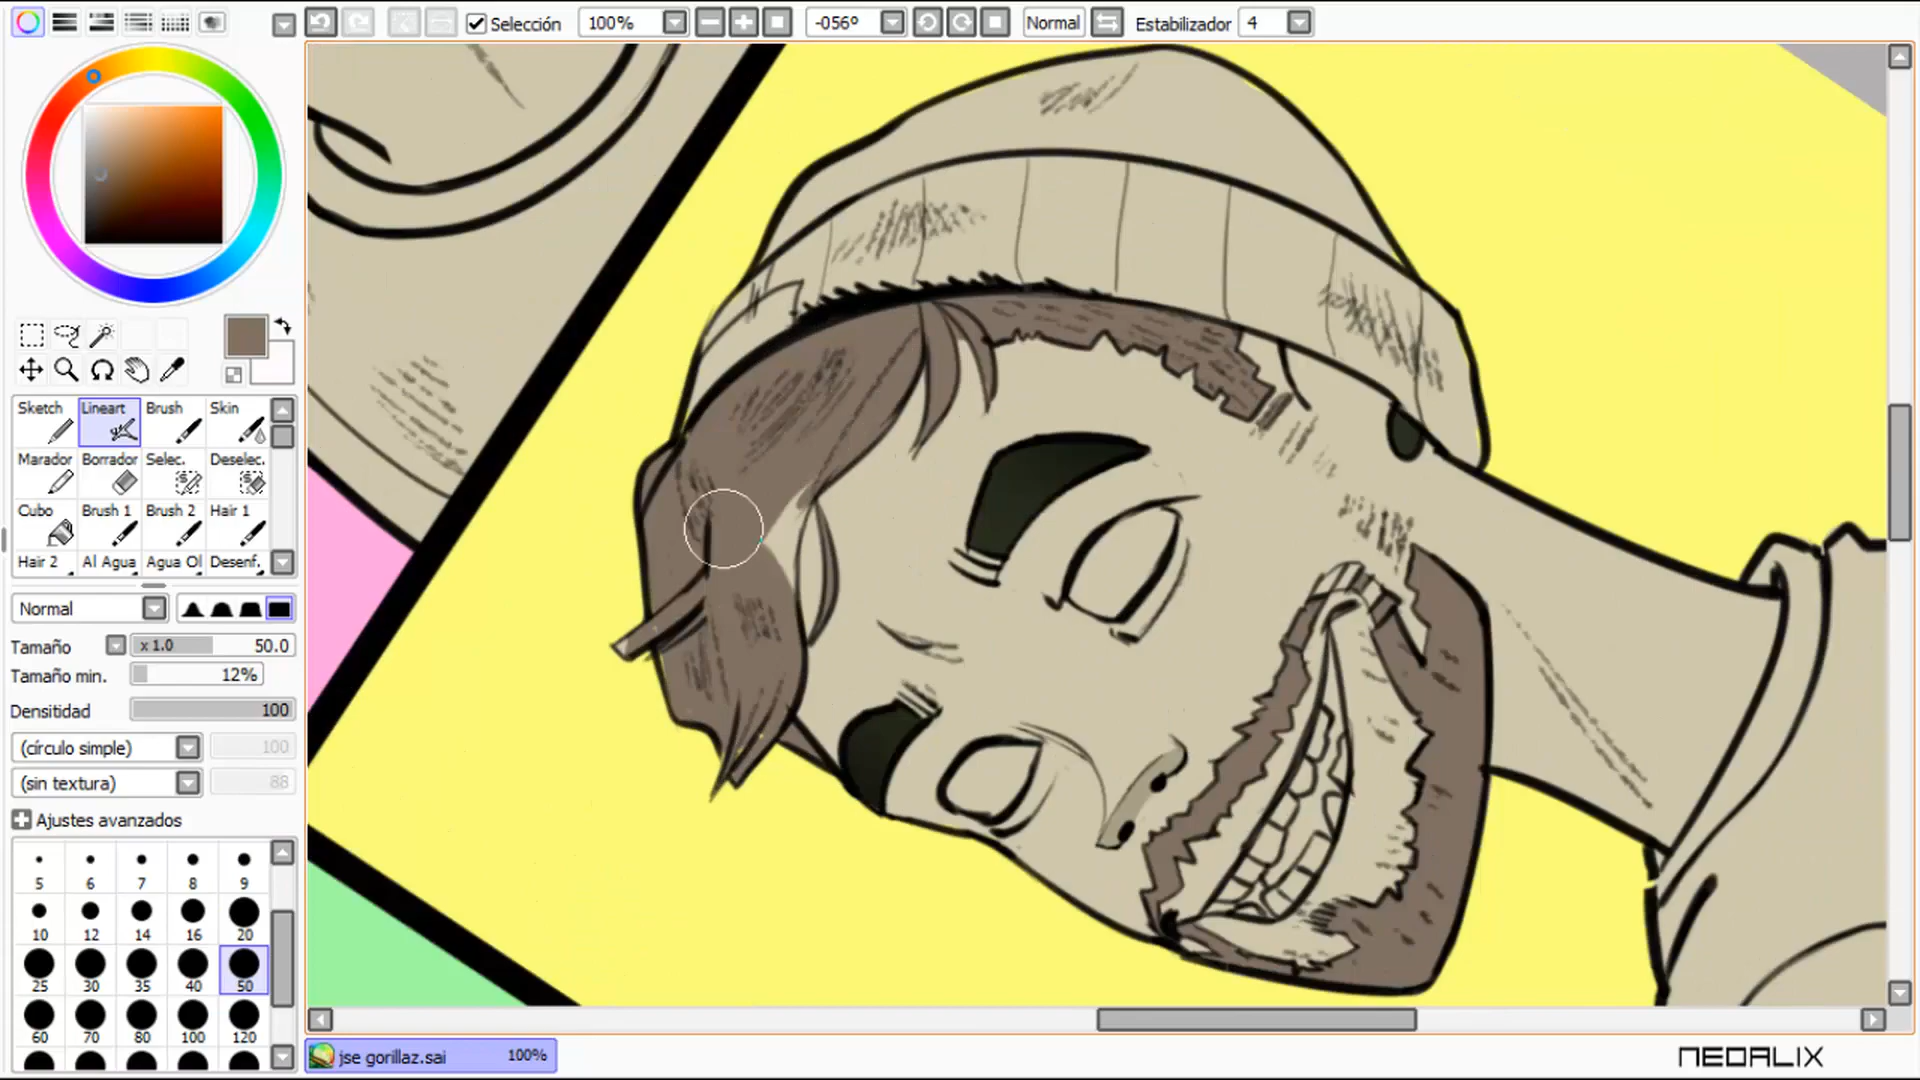 Selección 100% -056º Normal Estabilizador 4
Sketch Lineart Brush Skin
Marador Borrador Selec. Deselec.
Cubo Brush 1 Brush 2 Hair 1
Hair 2 Al Agua Agua Ol Desenf.
Normal
Tamaño x 1.0 50.0
Tamaño min. 12%
Densitidad 100
(círculo simple) 100
(sin textura) 88
Ajustes avanzados
5 6 7 8 9
10 12 14 16 20
25 30 35 40 50
60 70 80 100 120
jse gorillaz.sai 100%
NEOALIX